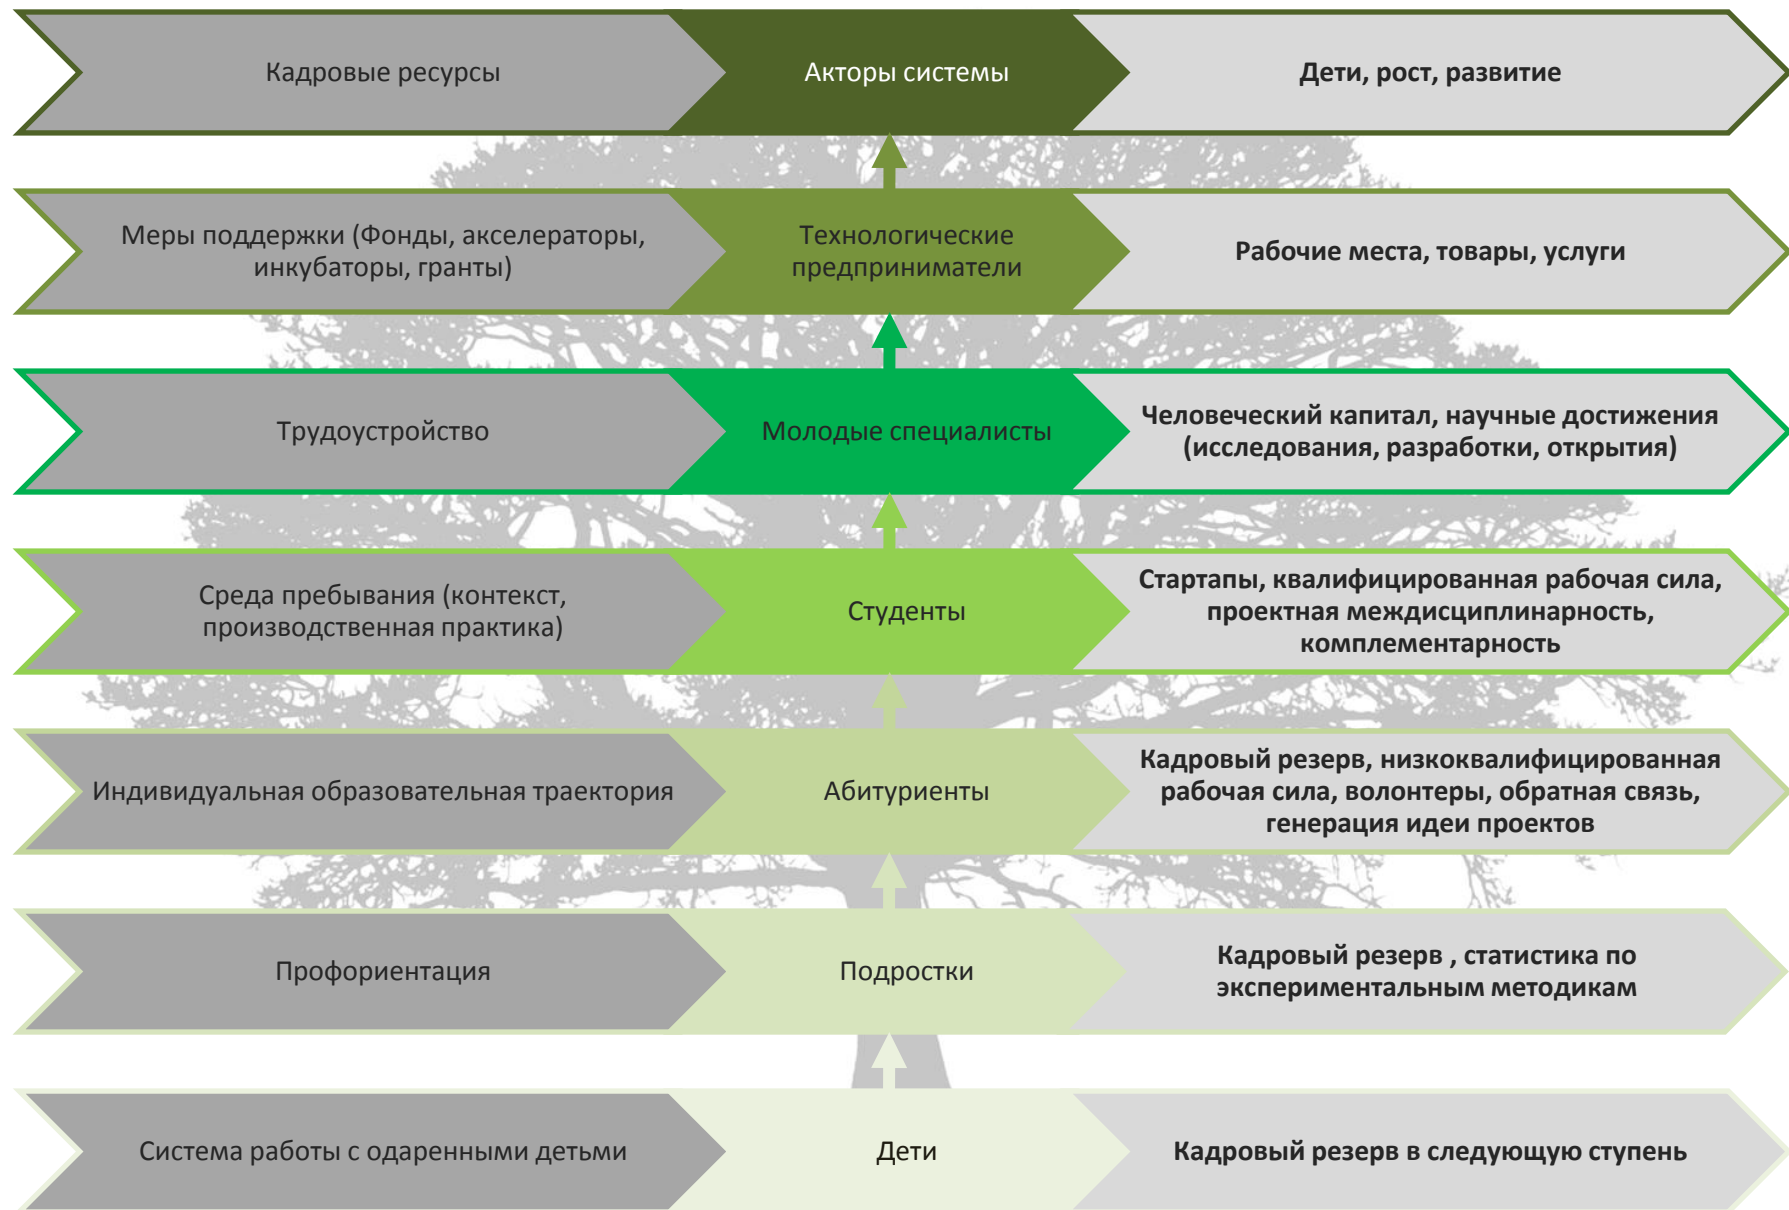 Кадровые ресурсы
Акторы системы
Дети, рост, развитие
Меры поддержки (Фонды, акселераторы,
инкубаторы, гранты)
Технологические
предприниматели
Рабочие места, товары, услуги
Трудоустройство
Молодые специалисты
Человеческий капитал, научные достижения
(исследования, разработки, открытия)
Среда пребывания (контекст,
производственная практика)
Студенты
Стартапы, квалифицированная рабочая сила,
проектная междисциплинарность,
комплементарность
Индивидуальная образовательная траектория
Абитуриенты
Кадровый резерв, низкоквалифицированная
рабочая сила, волонтеры, обратная связь,
генерация идеи проектов
Профориентация
Подростки
Кадровый резерв , статистика по
экспериментальным методикам
Система работы с одаренными детьми
Дети
Кадровый резерв в следующую ступень